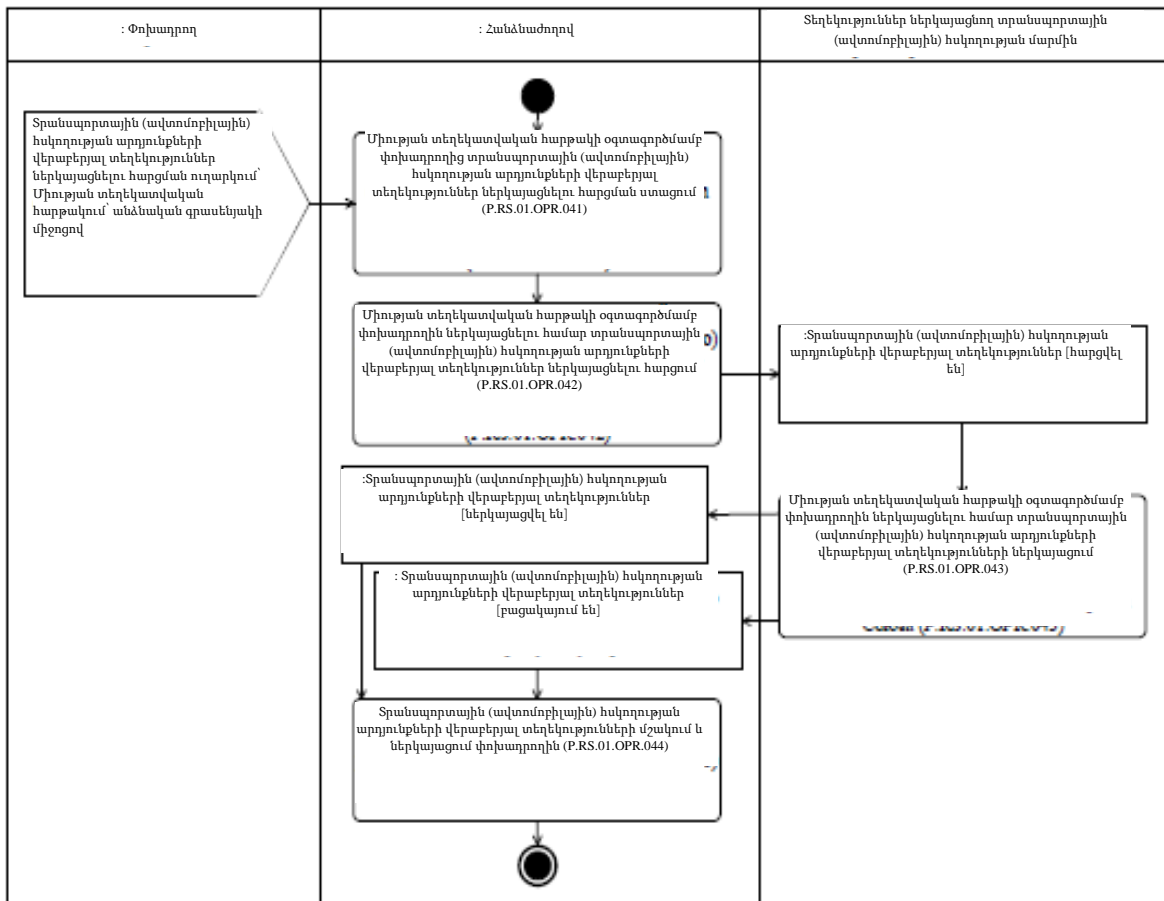 : Փոխադրող
: Հանձնաժողով
Տեղեկություններ ներկայացնող տրանսպորտային
(ավտոմոբիլային) հսկողության մարմին
Տրանսպորտային (ավտոմոբիլային)
հսկողության արդյունքների
վերաբերյալ տեղեկություններ
ներկայացնելու հարցման ուղարկում՝
Միության տեղեկատվական
հարթակում՝ անձնական գրասենյակի
միջոցով
Միության տեղեկատվական հարթակի օգտագործմամբ
փոխադրողից տրանսպորտային (ավտոմոբիլային)
հսկողության արդյունքների վերաբերյալ
տեղեկություններ ներկայացնելու հարցման ստացում
(P.RS.01.OPR.041)
Միության տեղեկատվական հարթակի օգտագործմամբ
փոխադրողին ներկայացնելու համար տրանսպորտային
(ավտոմոբիլային) հսկողության արդյունքների
վերաբերյալ տեղեկություններ ներկայացնելու հարցում
(P.RS.01.OPR.042)
:Տրանսպորտային (ավտոմոբիլային) հսկողության
արդյունքների վերաբերյալ տեղեկություններ [հարցվել
են]
:Տրանսպորտային (ավտոմոբիլային) հսկողության
արդյունքների վերաբերյալ տեղեկություններ
[ներկայացվել են]
Միության տեղեկատվական հարթակի օգտագործմամբ
փոխադրողին ներկայացնելու համար տրանսպորտային
(ավտոմոբիլային) հսկողության արդյունքների
վերաբերյալ տեղեկությունների ներկայացում
(P.RS.01.OPR.043)
: Տրանսպորտային (ավտոմոբիլային) հսկողության
արդյունքների վերաբերյալ տեղեկություններ
[բացակայում են]
Տրանսպորտային (ավտոմոբիլային) հսկողության
արդյունքների վերաբերյալ տեղեկությունների մշակում և
ներկայացում փոխադրողին (P.RS.01.OPR.044)